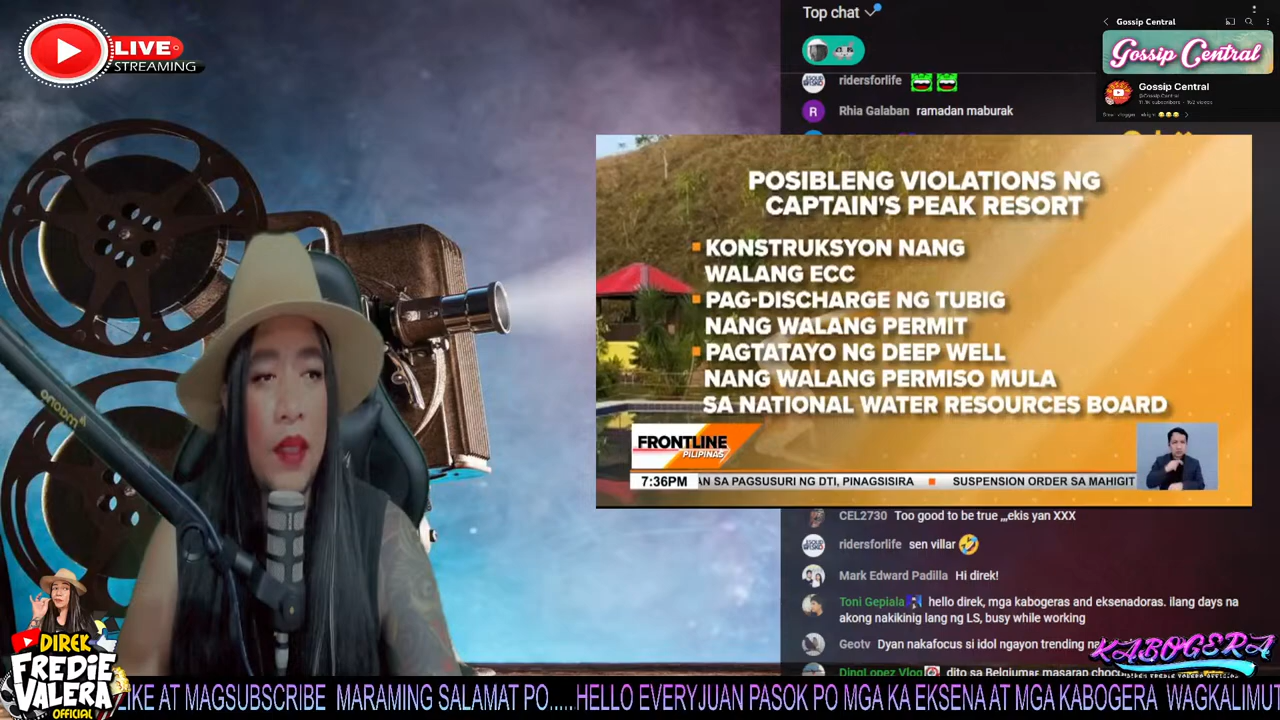 LIVE
STREAMING
Top chat
Gossip Central
Gossip Central
Gossip Central
ridersforlife
Rhia Galaban ramadan maburak
POSIBLENG VIOLATIONS NG
CAPTAIN'S PEAK RESORT
KONSTRUKSYON NANG
WALANG ECC
PAG-DISCHARGE NG TUBIG
NANG WALANG PERMIT
PAGTATAYO NG DEEP WELL
NANG WALANG PERMISO MULA
SA NATIONAL WATER RESOURCES BOARD
FRONTLINE
PILIPINAS
7:36PM AN SA PAGSUSURI NG DTI, PINAGSISIRA SUSPENSION ORDER SA MAHIGIT
maono
CEL2730 Too good to be true ,,,ekis yan XXX
ridersforlife sen villar
Mark Edward Padilla Hi direk!
Toni Gepiala hello direk, mga kabogeras and eksenadoras. ilang days na
akong nakikinig lang ng LS, busy while working
Geotv Dyan nakafocus si idol ngayon trending na
KABOGERA
DingLopez Vlog dito sa Belgium
DIREK
FREDIE
VALERA
OFFICIAL
LIKE AT MAGSUBSCRIBE MARAMING SALAMAT PO.....HELLO EVERYJUAN PASOK PO MGA KA EKSENA AT MGA KABOGERA WAGKALIMUT